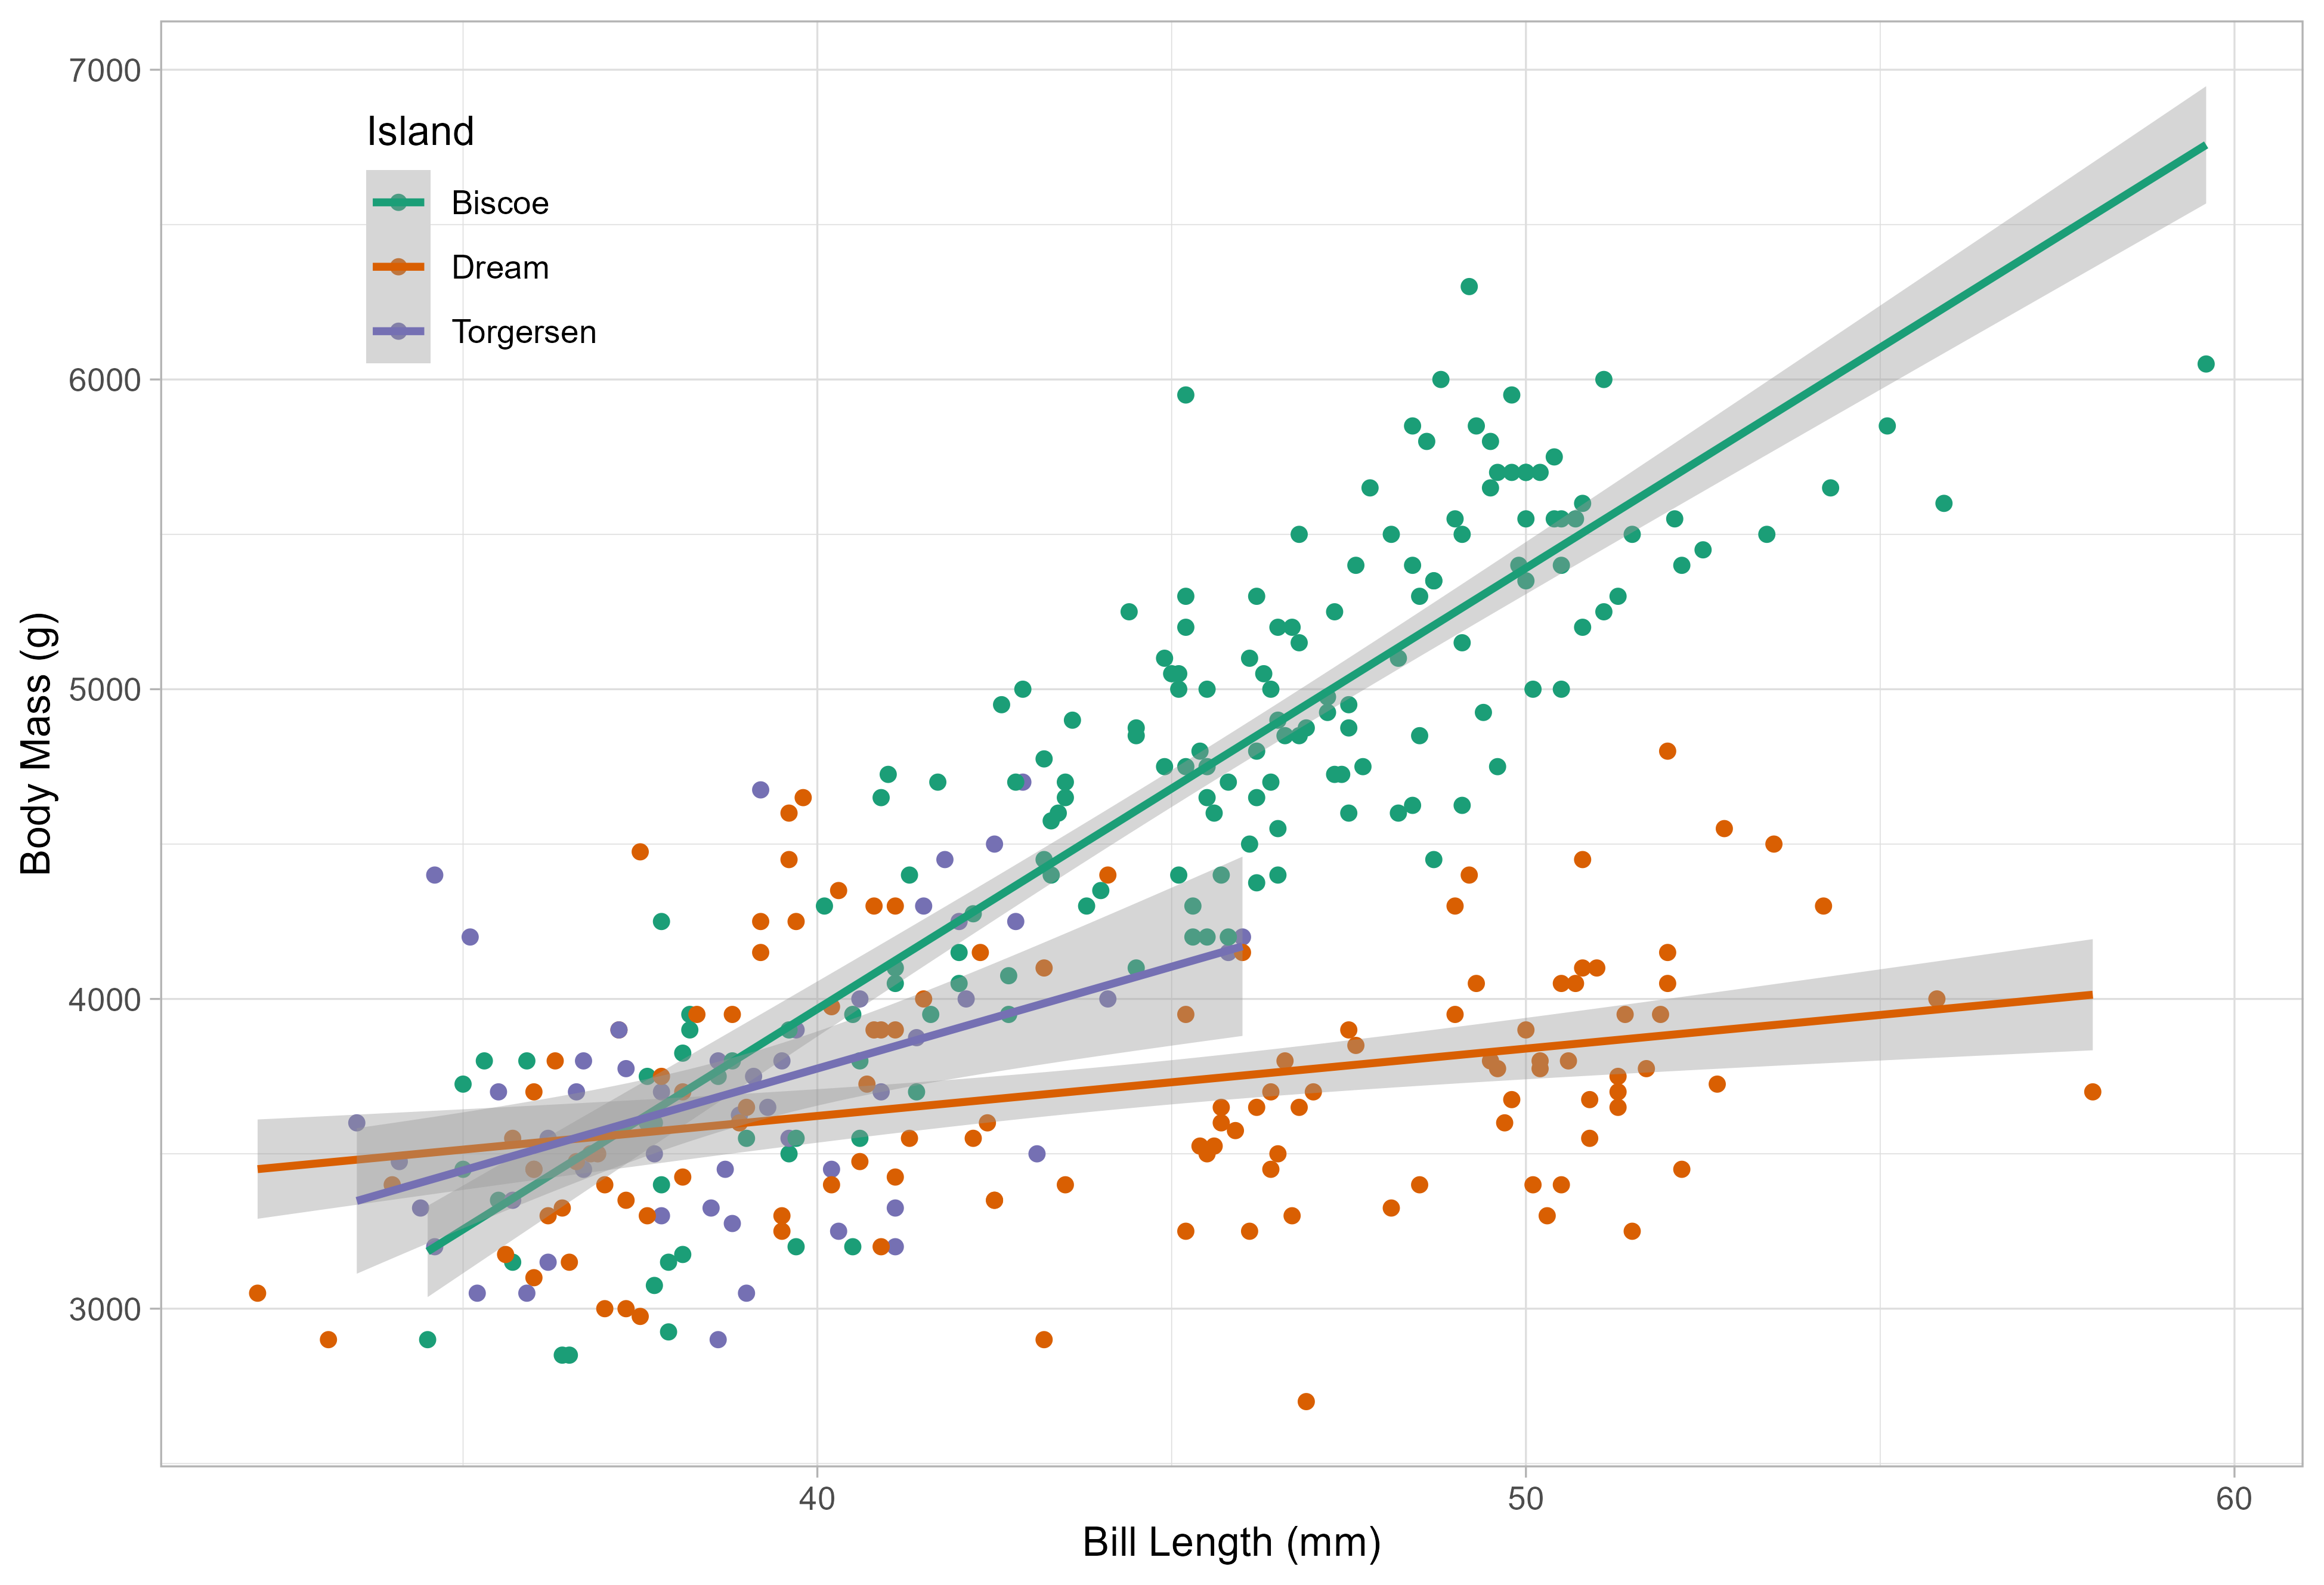 7000
6000
5000
4000
3000
Body Mass (g)
Island
Biscoe
Dream
Torgersen
40
50
60
Bill Length (mm)